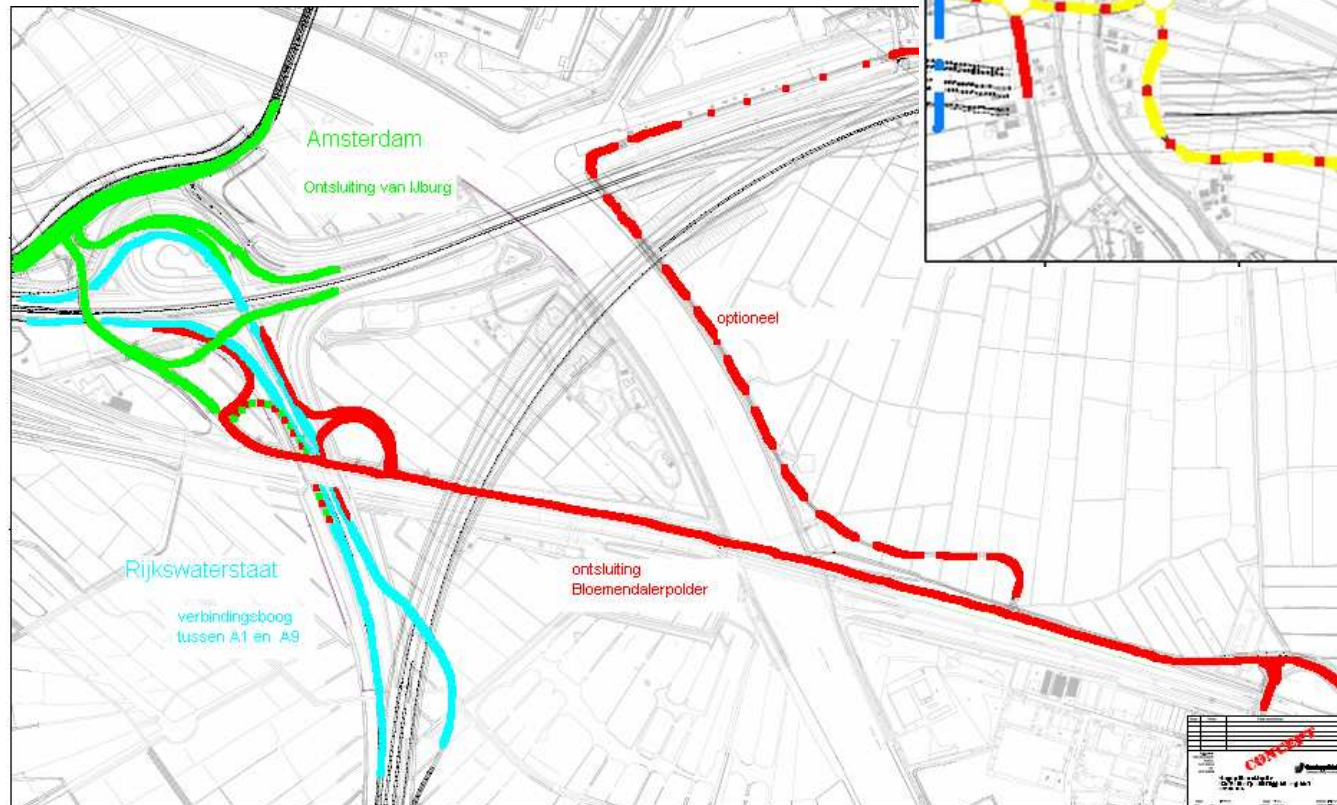 Amsterdam
Ontsluiting van IJburg
optioneel
Rijkswaterstaat
verbindingsboog
tussen A1 en A9
ontsluiting
Bloemendalerpolder
CONCEPT